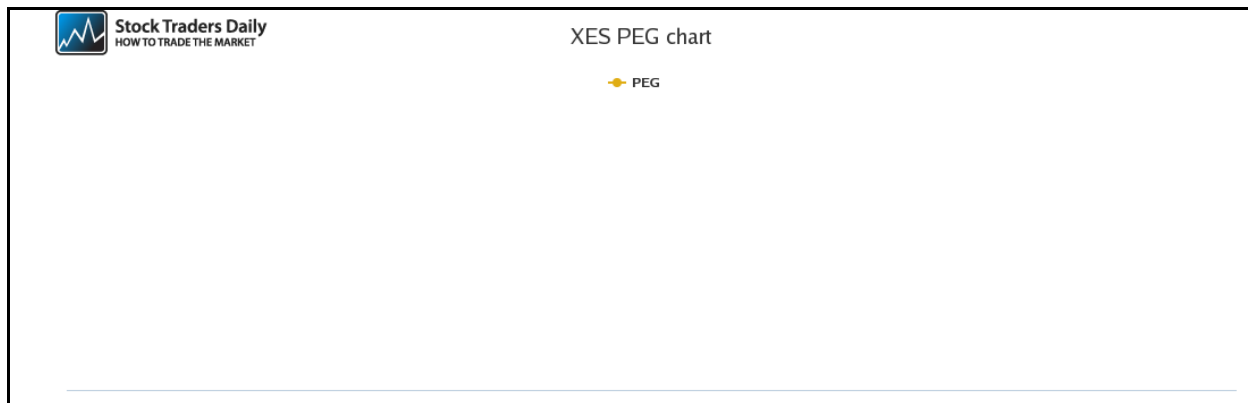 Stock Traders Daily
HOW TO TRADE THE MARKET
XES PEG chart
PEG